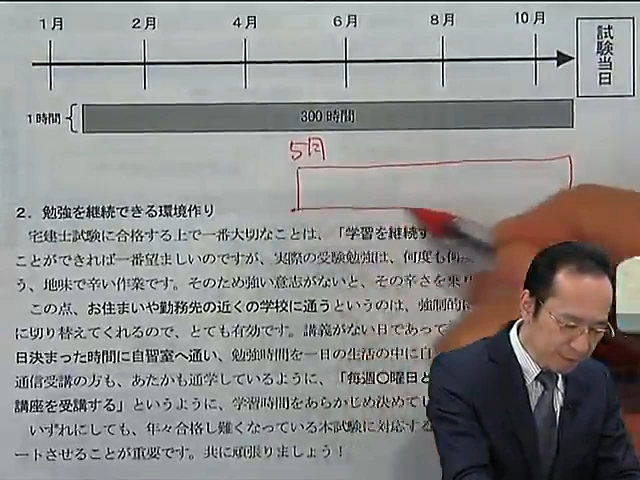 1月 2月 4月 6月 8月 10月
試験当日
1時間 300時間
5月
2．勉強を継続できる環境作り
宅建士試験に合格する上で一番大切なことは、「学習を継続す
ことができれば一番望ましいのですが、実際の受験勉強は、何度も何
う、地味で辛い作業です。そのため強い意志がないと、その辛さを乗り
この点、お住まいや勤務先の近くの学校に通うというのは、強制的に
に切り替えてくれるので、とても有効です。講義がない日であって
日決まった時間に自習室へ通い、勉強時間を一日の生活の中に自
通信受講の方も、あたかも通学しているように、「毎週〇曜日と
講座を受講する」というように、学習時間をあらかじめ決めてし
いずれにしても、年々合格し難くなっている本試験に対応する
ートさせることが重要です。共に頑張りましょう！